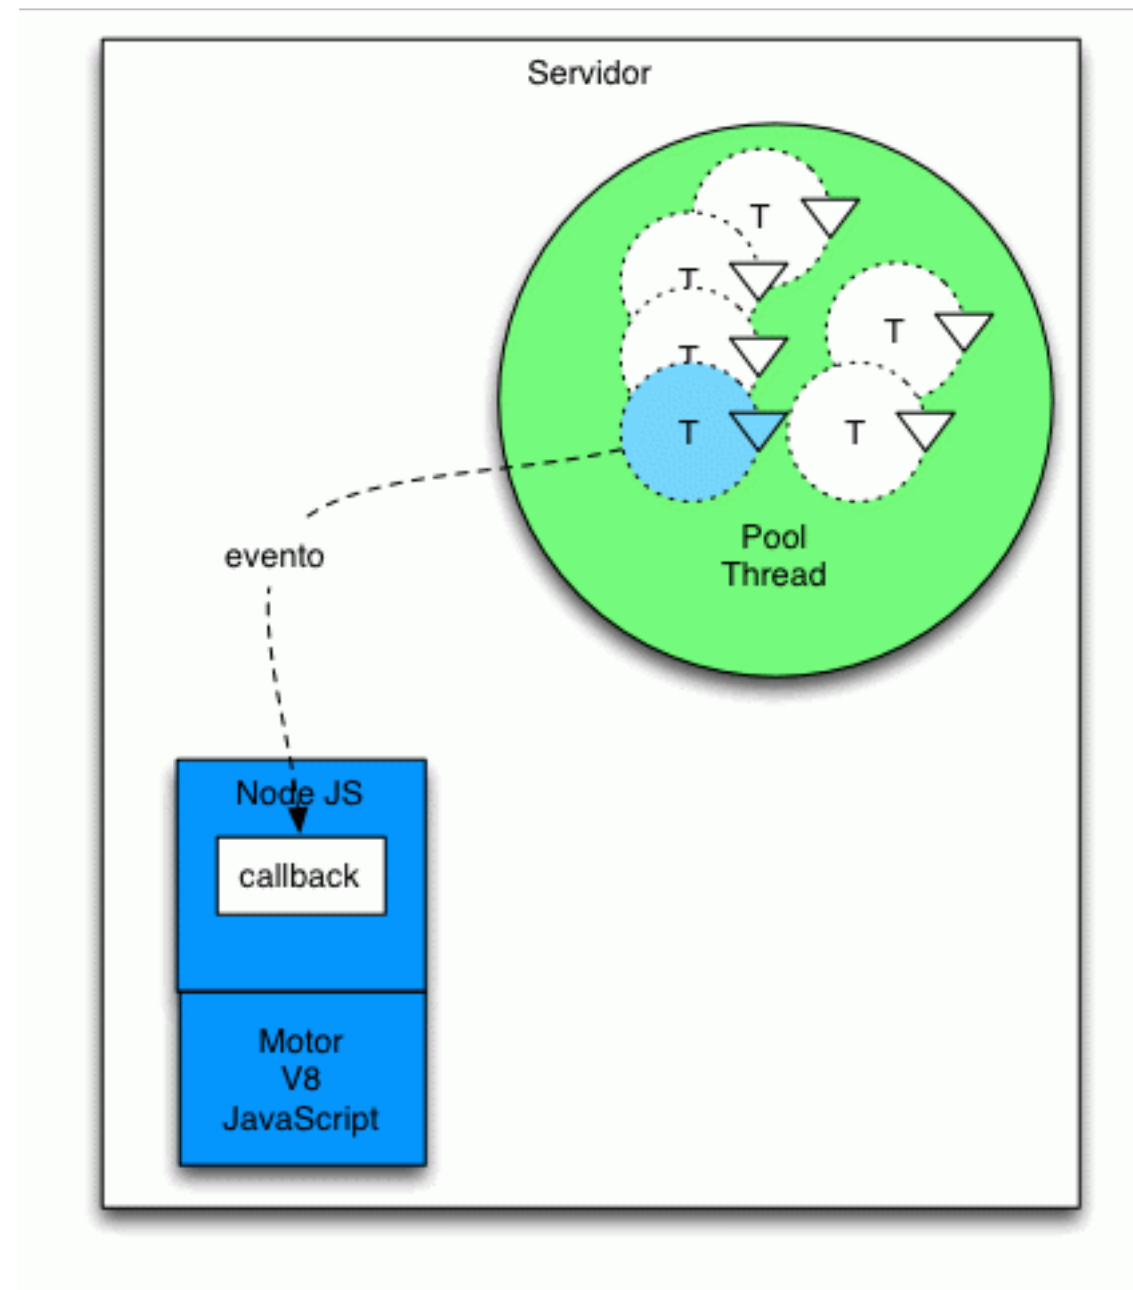 Servidor
T
T
T
T
T
T
Pool
Thread
evento
Node JS
callback
Motor
V8
JavaScript